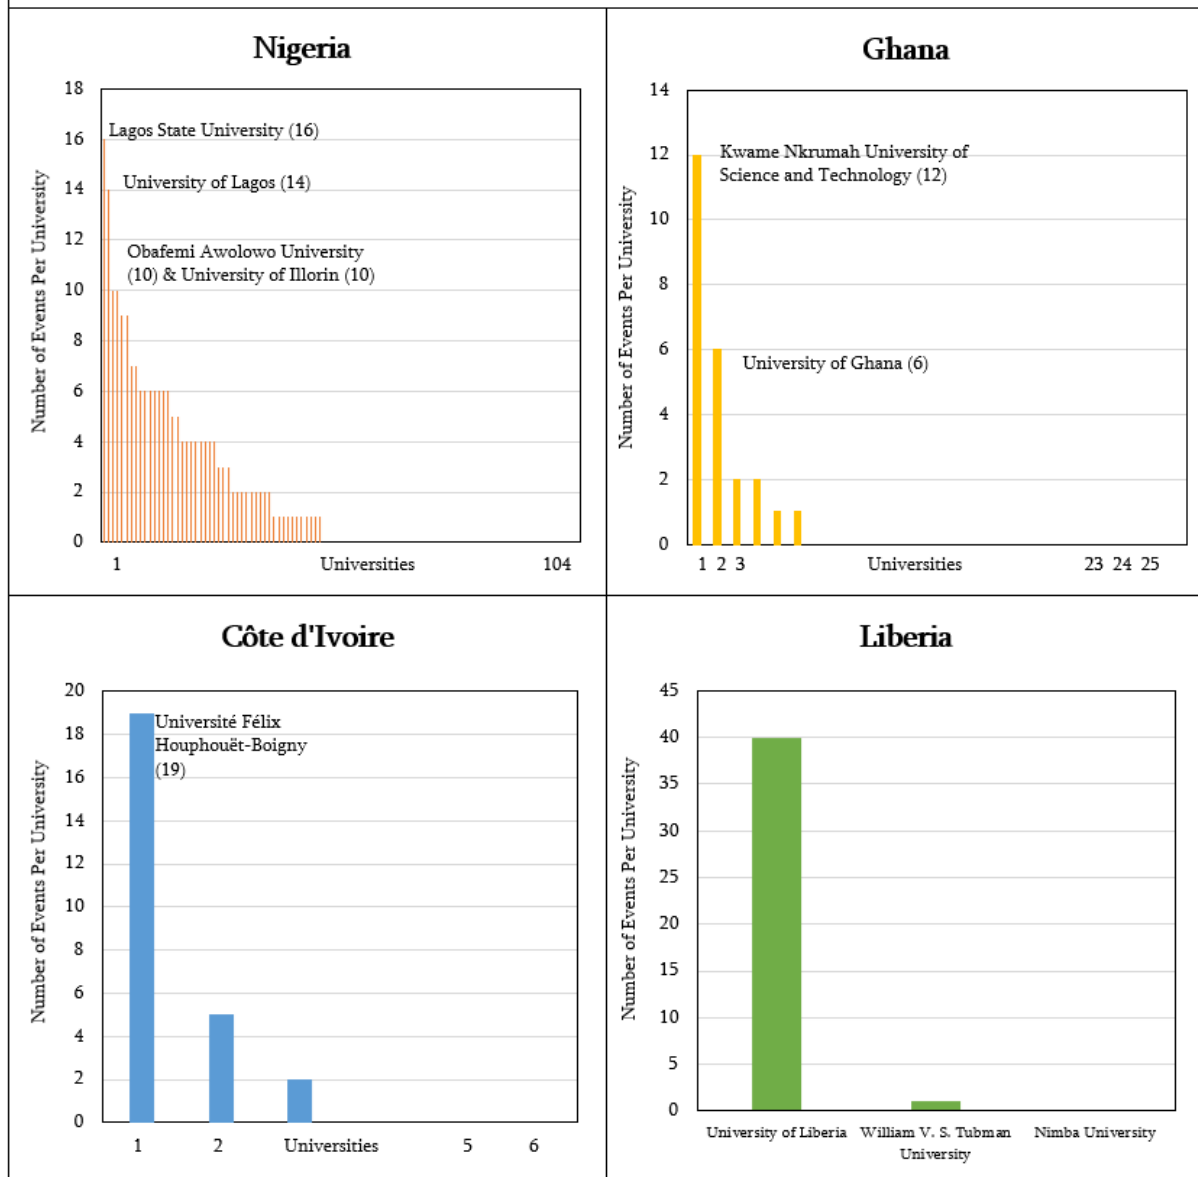 Nigeria
Number of Events Per University
18
16
14
12
10
8
6
4
2
0
Lagos State University (16)
University of Lagos (14)
Obafemi Awolowo University
(10) & University of Illorin (10)
1
Universities
104
Ghana
Number of Events Per University
14
12
10
8
6
4
2
0
Kwame Nkrumah University of
Science and Technology (12)
University of Ghana (6)
1 2 3
Universities
23 24 25
Côte d'Ivoire
Number of Events Per University
20
18
16
14
12
10
8
6
4
2
0
Université Félix
Houphouët-Boigny
(19)
1
2
Universities
5
6
Liberia
Number of Events Per University
45
40
35
30
25
20
15
10
5
0
University of Liberia
William V. S. Tubman
University
Nimba University